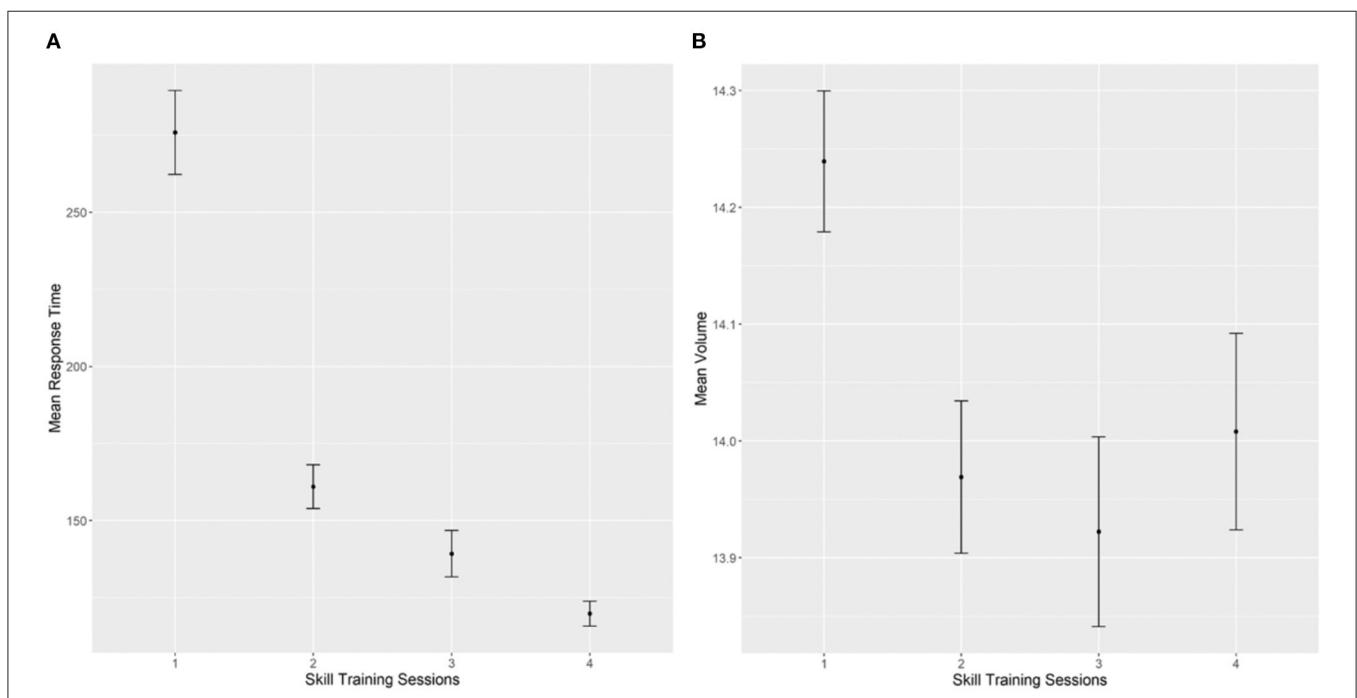 A
B
Mean Response Time
250
200
150
1 2 3 4
Skill Training Sessions
Mean Volume
14.3
14.2
14.1
14.0
13.9
1 2 3 4
Skill Training Sessions